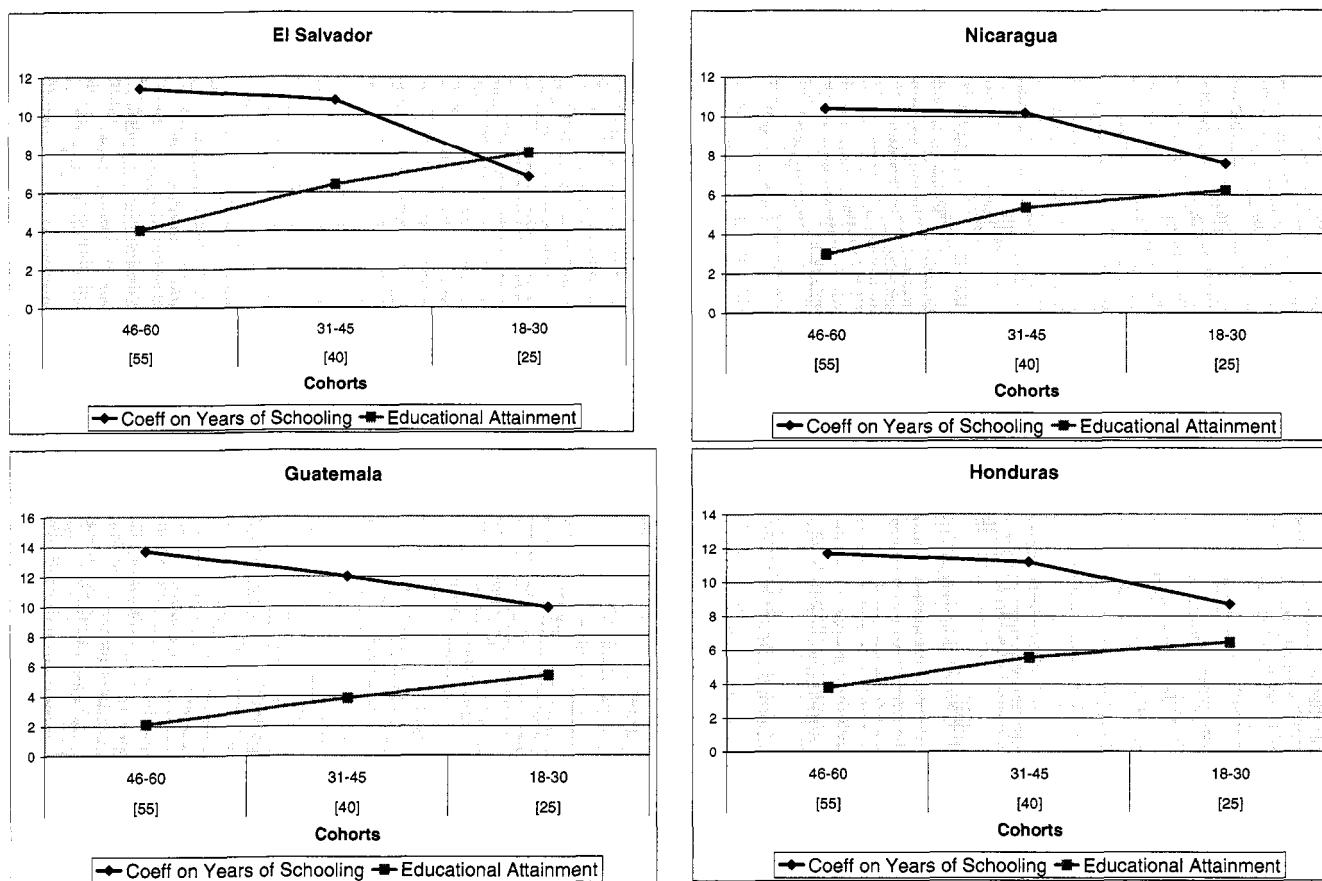 El Salvador
12
10
8
6
4
2
0
46-60 31-45 18-30
[55] [40] [25]
Cohorts
Coeff on Years of Schooling Educational Attainment
Nicaragua
12
10
8
6
4
2
0
46-60 31-45 18-30
[55] [40] [25]
Cohorts
Coeff on Years of Schooling Educational Attainment
Guatemala
16
14
12
10
8
6
4
2
0
46-60 31-45 18-30
[55] [40] [25]
Cohorts
Coeff on Years of Schooling Educational Attainment
Honduras
14
12
10
8
6
4
2
0
46-60 31-45 18-30
[55] [40] [25]
Cohorts
Coeff on Years of Schooling Educational Attainment